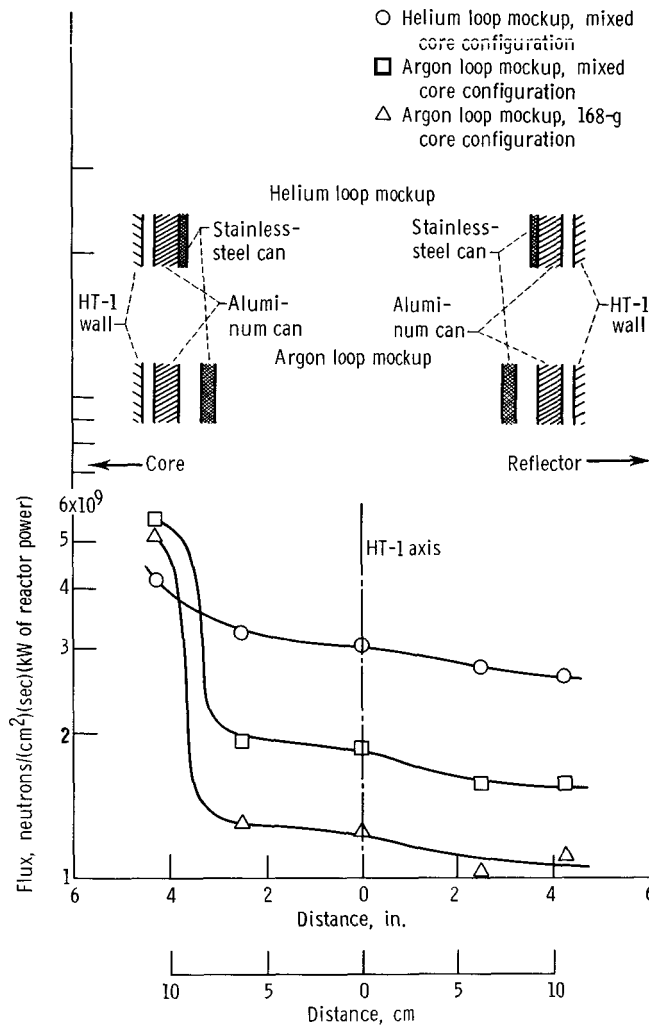 Helium loop mockup, mixed
core configuration
Argon loop mockup, mixed
core configuration
Argon loop mockup, 168-g
core configuration
Helium loop mockup
Stainless-
steel can
Stainless-
steel can
HT-1
wall
Alumi-
num can
Aluminum
can
HT-1
wall
Argon loop mockup
Core
Reflector
Flux, neutrons/(cm²)(sec)(kW of reactor power)
6x10⁹
5
4
3
2
1
HT-1 axis
6 4 2 0 2 4 6
Distance, in.
10 5 0 5 10
Distance, cm